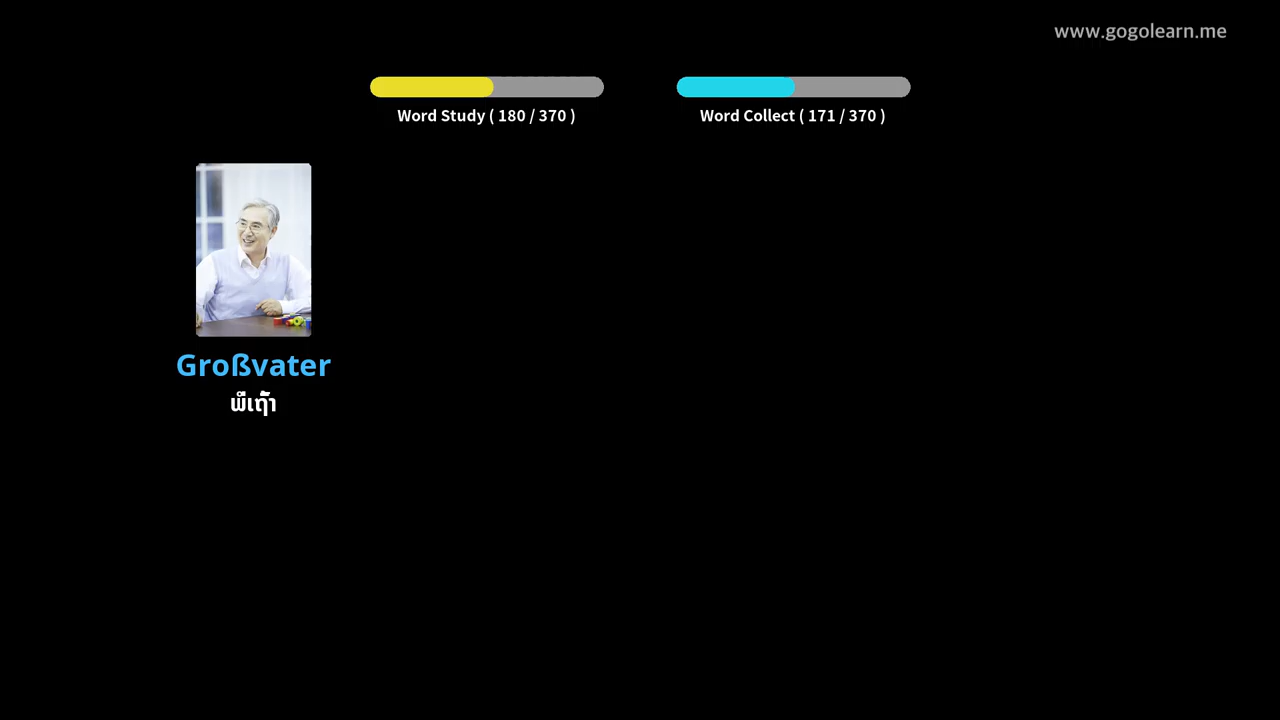 www.gogolearn.me
Word Study ( 180 / 370 )
Word Collect ( 171 / 370 )
Großvater
ພໍ່ເຖົ້າ